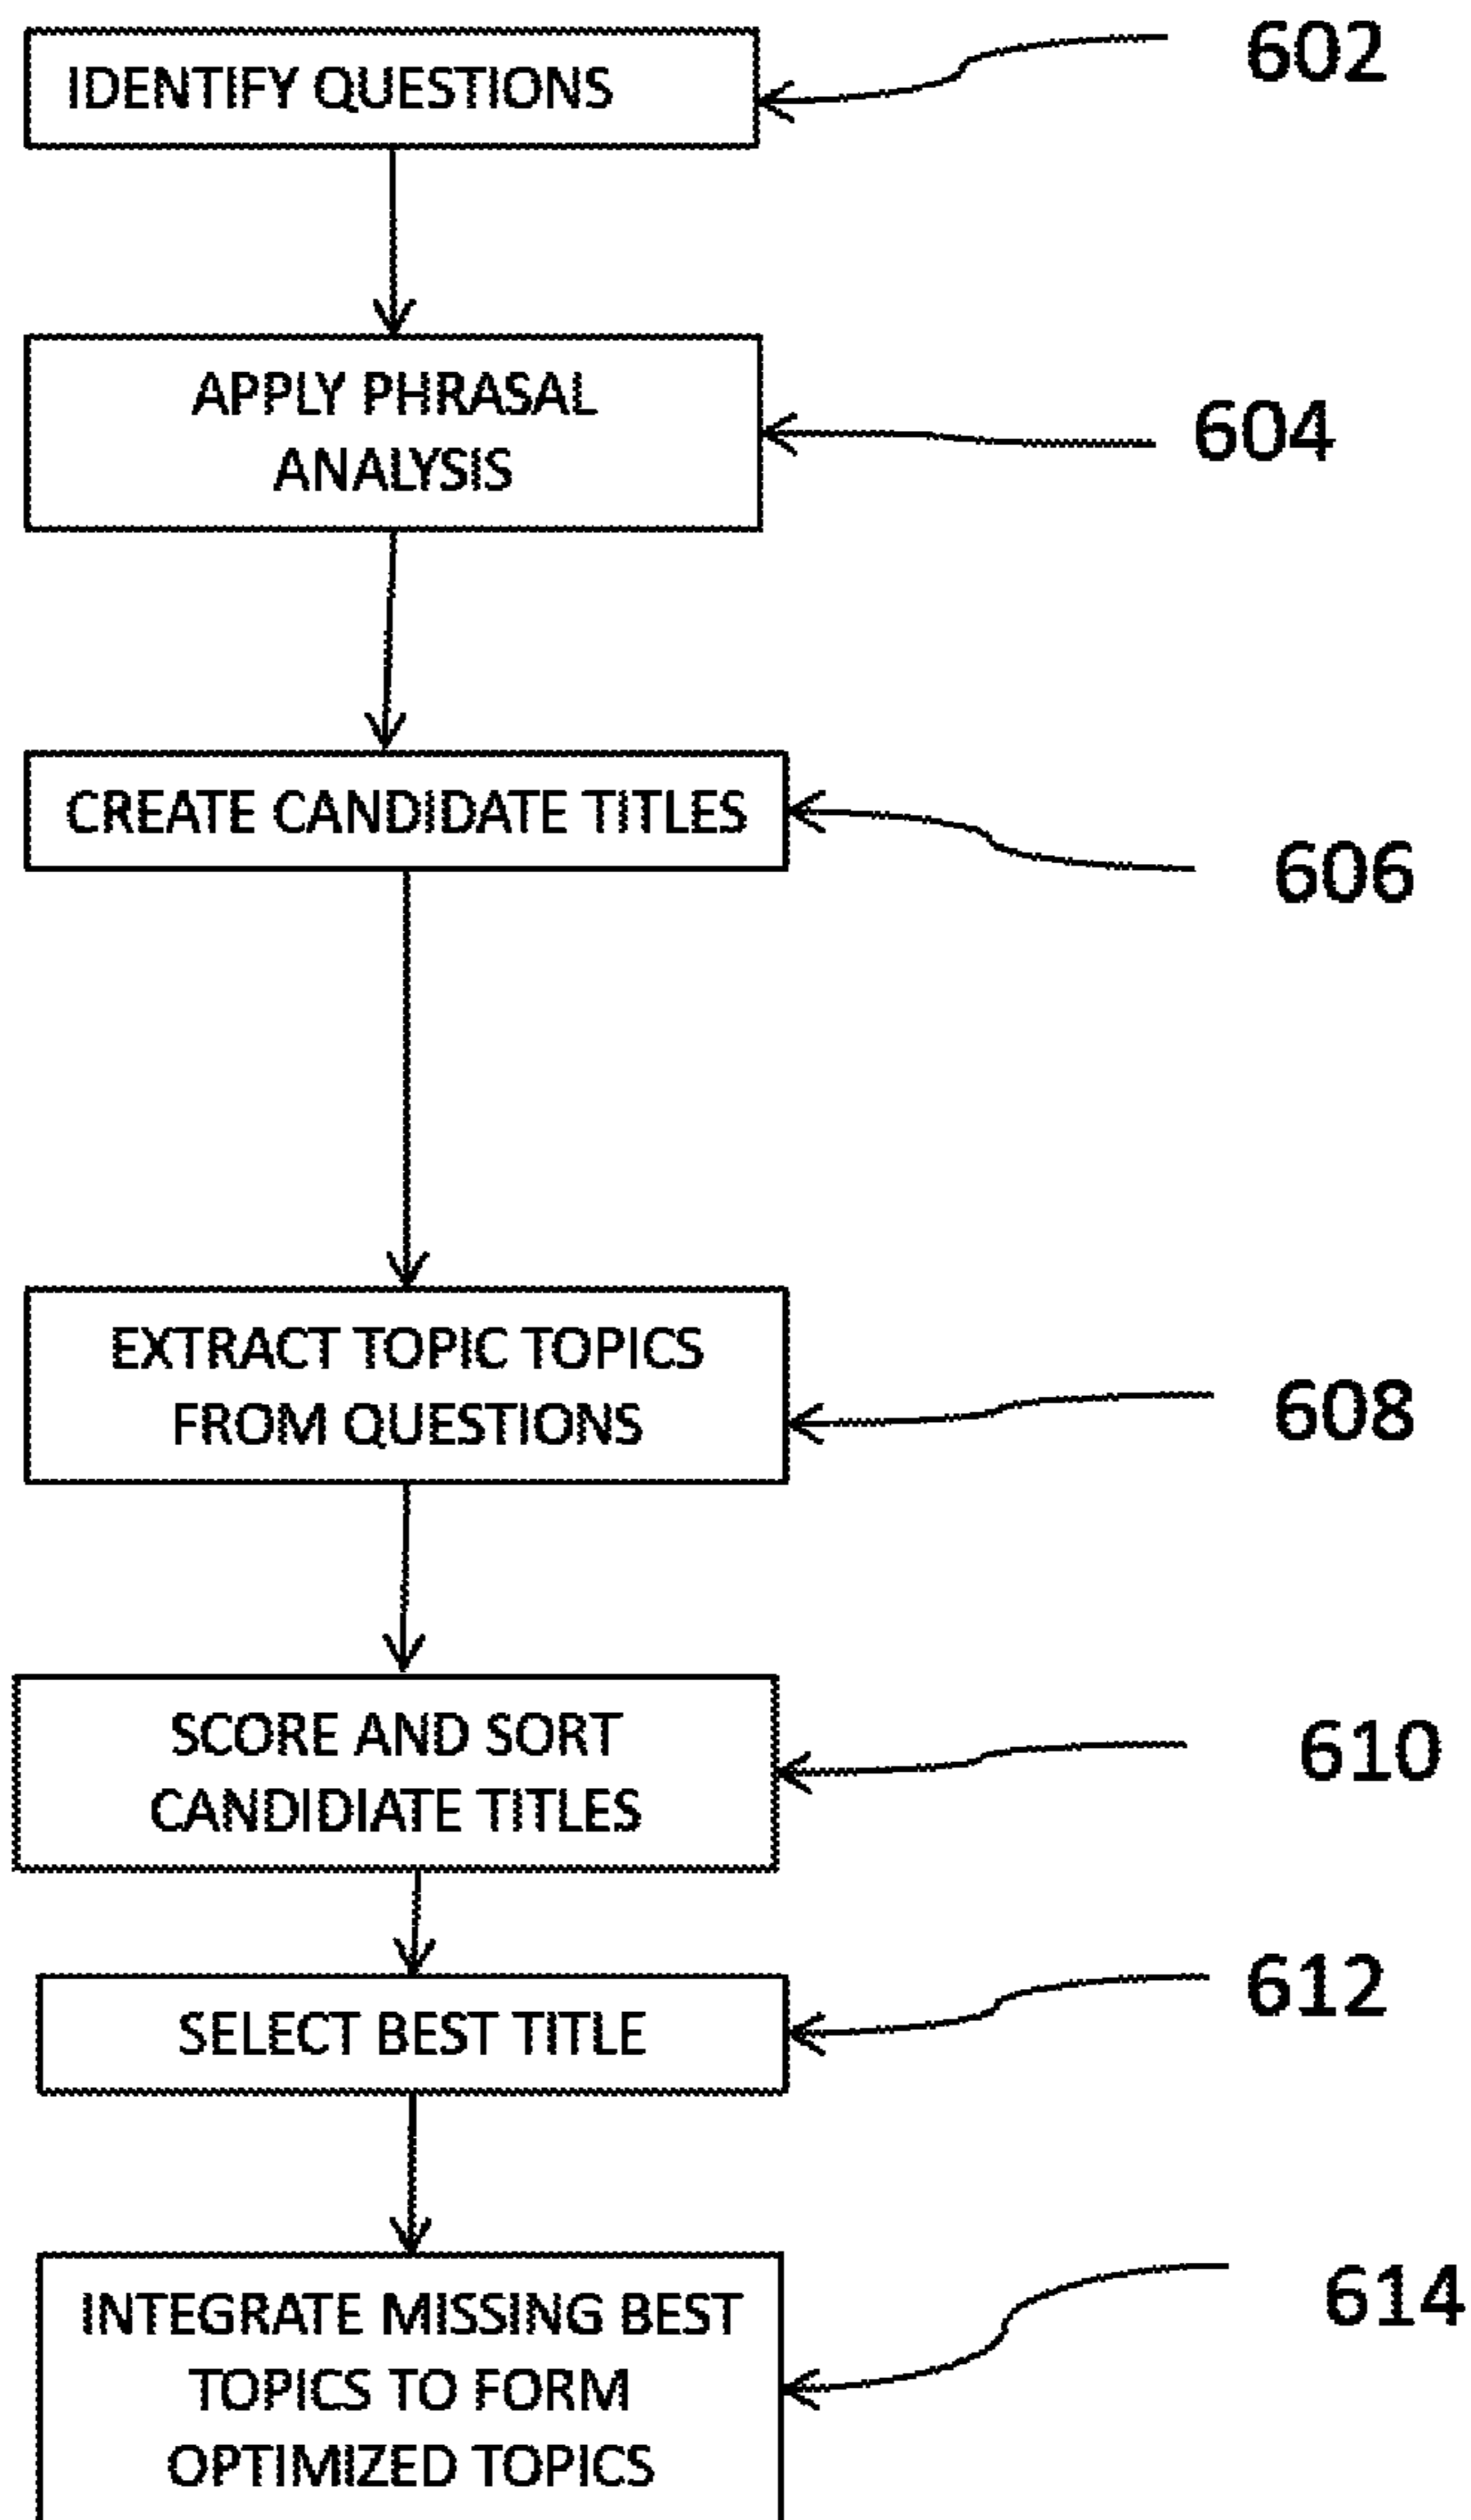 IDENTIFY QUESTIONS
602
APPLY PHRASAL
ANALYSIS
604
CREATE CANDIDATE TITLES
606
EXTRACT TOPIC TOPICS
FROM QUESTIONS
608
SCORE AND SORT
CANDIDIATE TITLES
610
SELECT BEST TITLE
612
INTEGRATE MISSING BEST
TOPICS TO FORM
OPTIMIZED TOPICS
614